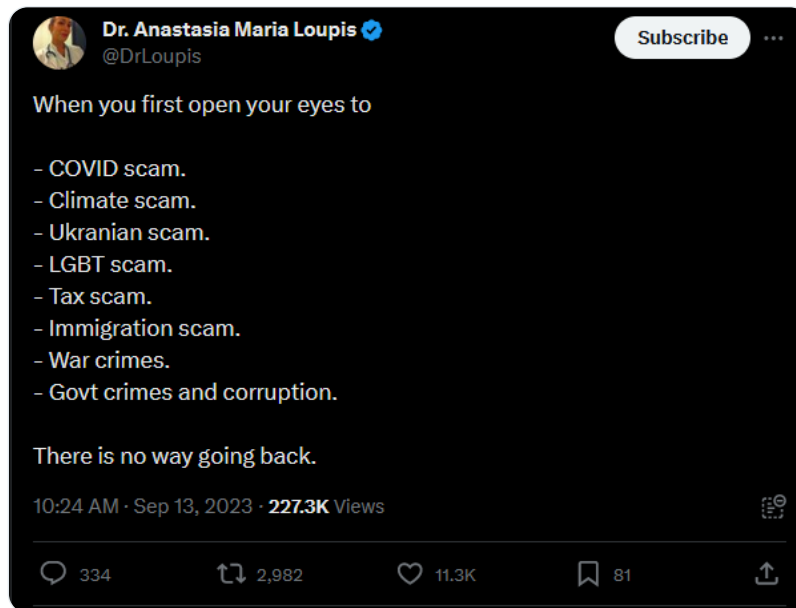 Dr. Anastasia Maria Loupis
@DrLoupis
Subscribe
When you first open your eyes to
- COVID scam.
- Climate scam.
- Ukranian scam.
- LGBT scam.
- Tax scam.
- Immigration scam.
- War crimes.
- Govt crimes and corruption.
There is no way going back.
10:24 AM · Sep 13, 2023 · 227.3K Views
334 2,982 11.3K 81